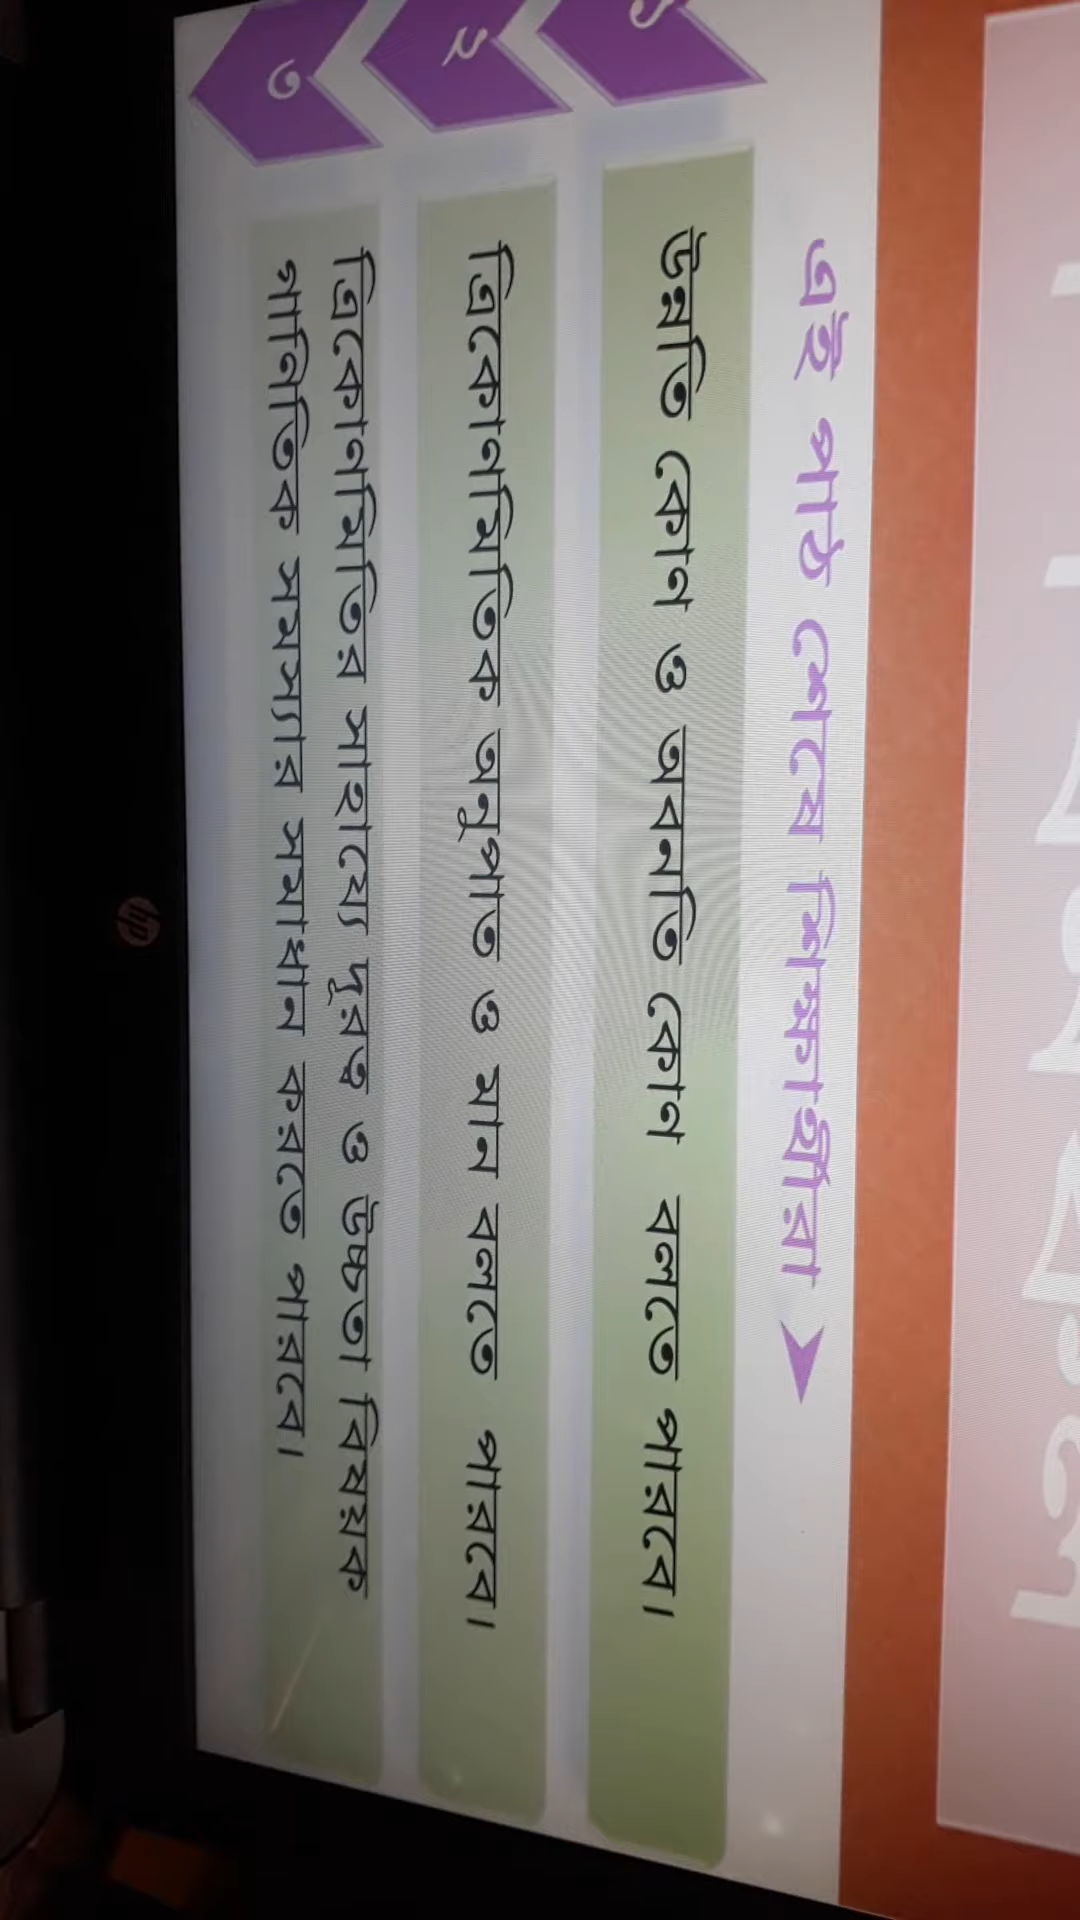 এই পাঠ শেষে শিক্ষার্থীরা
১
উন্নতি কোণ ও অবনতি কোণ বলতে পারবে।
২
ত্রিকোণমিতিক অনুপাত ও মান বলতে পারবে।
৩
ত্রিকোণমিতির সাহায্যে দূরত্ব ও উচ্চতা বিষয়ক
গানিতিক সমস্যার সমাধান করতে পারবে।
hp